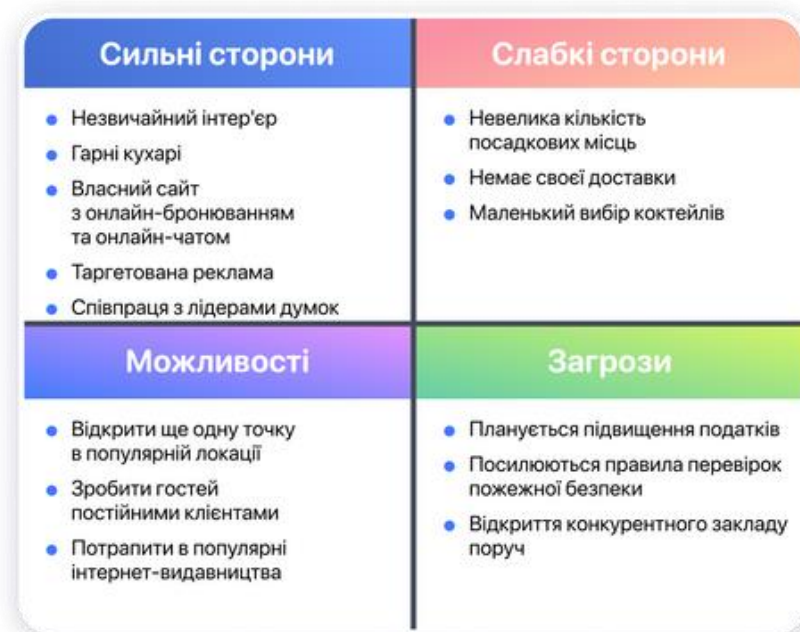 Сильні сторони
Незвичайний інтер'єр
Гарні кухарі
Власний сайт
з онлайн-бронюванням
та онлайн-чатом
Таргетована реклама
Співпраця з лідерами думок
Слабкі сторони
Невелика кількість
посадкових місць
Немає своєї доставки
Маленький вибір коктейлів
Можливості
Відкрити ще одну точку
в популярній локації
Зробити гостей
постійними клієнтами
Потрапити в популярні
інтернет-видавництва
Загрози
Планується підвищення податків
Посилюються правила перевірок
пожежної безпеки
Відкриття конкурентного закладу
поруч